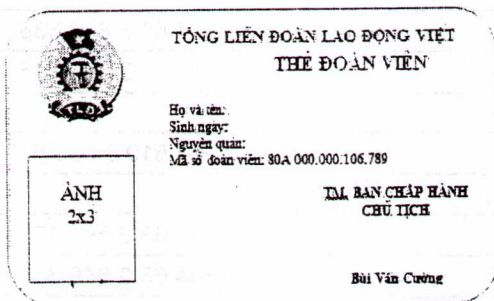 TỔNG LIÊN ĐOÀN LAO ĐỘNG VIỆT
THẺ ĐOÀN VIÊN
TLĐ
Họ và tên:
Sinh ngày:
Nguyên quán:
Mã số đoàn viên: 80A 000.000.106.789
ẢNH
2x3
TM. BAN CHẤP HÀNH
CHỦ TỊCH
Bùi Văn Cường